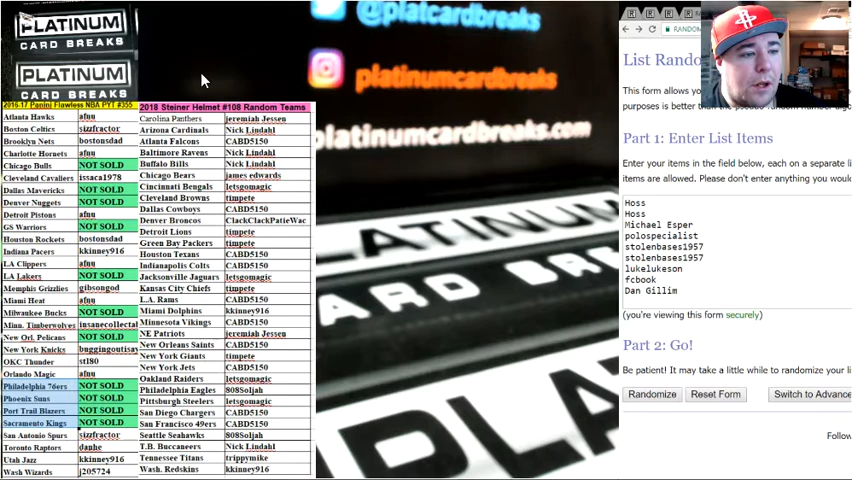 PLATINUM
CARD BREAKS
PLATINUM
CARD BREAKS
2016-17 Panini Flawless NBA PYT #355
Atlanta Hawks afnu
Boston Celtics sizzfractor
Brooklyn Nets bostonsdad
Charlotte Hornets afnu
Chicago Bulls NOT SOLD
Cleveland Cavaliers issaca1978
Dallas Mavericks NOT SOLD
Denver Nuggets NOT SOLD
Detroit Pistons afnu
GS Warriors NOT SOLD
Houston Rockets bostonsdad
Indiana Pacers kkinney916
LA Clippers afnu
LA Lakers NOT SOLD
Memphis Grizzlies gibsongod
Miami Heat afnu
Milwaukee Bucks NOT SOLD
Minn. Timberwolves insanecollectal
New Orl. Pelicans NOT SOLD
New York Knicks buggingoutisay
OKC Thunder stl80
Orlando Magic afnu
Philadelphia 76ers NOT SOLD
Phoenix Suns NOT SOLD
Port Trail Blazers NOT SOLD
Sacramento Kings NOT SOLD
San Antonio Spurs sizzfractor
Toronto Raptors danhe
Utah Jazz kkinney916
Wash Wizards j205724
2018 Steiner Helmet #108 Random Teams
Carolina Panthers jeremiah Jessen
Arizona Cardinals Nick Lindahl
Atlanta Falcons CABD5150
Baltimore Ravens Nick Lindahl
Buffalo Bills Nick Lindahl
Chicago Bears james edwards
Cincinnati Bengals letsgomagic
Cleveland Browns timpete
Dallas Cowboys CABD5150
Denver Broncos ClackClackPatieWac
Detroit Lions timpete
Green Bay Packers timpete
Houston Texans CABD5150
Indianapolis Colts CABD5150
Jacksonville Jaguars letsgomagic
Kansas City Chiefs timpete
L.A. Rams CABD5150
Miami Dolphins kkinney916
Minnesota Vikings CABD5150
NE Patriots jeremiah Jessen
New Orleans Saints CABD5150
New York Giants timpete
New York Jets CABD5150
Oakland Raiders letsgomagic
Philadelphia Eagles 808Soljah
Pittsburgh Steelers letsgomagic
San Diego Chargers CABD5150
San Francisco 49ers CABD5150
Seattle Seahawks 808Soljah
T.B. Buccaneers Nick Lindahl
Tennessee Titans trippymike
Wash. Redskins kkinney916
@platcardbreaks
platinumcardbreaks
platinumcardbreaks.com
PLATINUM
CARD BREA
PLA
RANDOM
List Rando
This form allows you
purposes is better than
Part 1: Enter List Items
Enter your items in the field below, each on a separate l
items are allowed. Please don't enter anything you would
Hoss
Hoss
Michael Esper
polospecialist
stolenbases1957
stolenbases1957
lukelukeson
fcbook
Dan Gillim
(you're viewing this form securely)
Part 2: Go!
Be patient! It may take a little while to randomize your li
Randomize
Reset Form
Switch to Advance
Follow